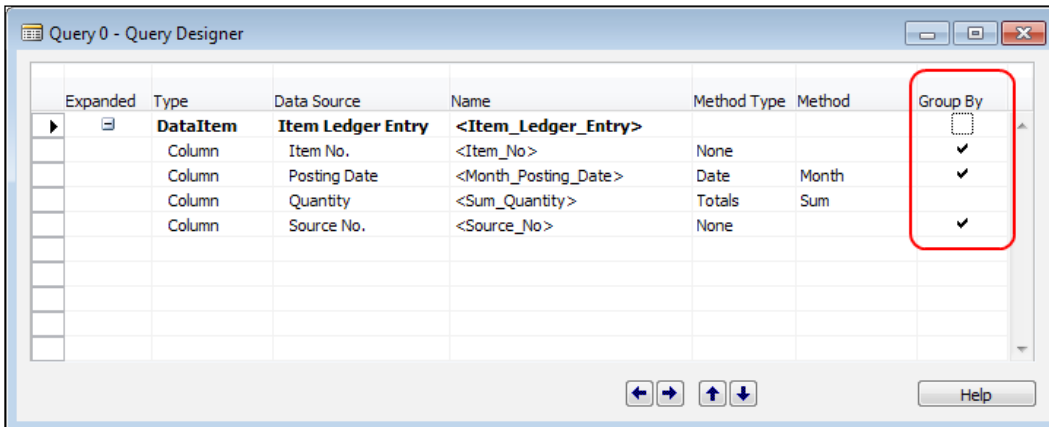 Query 0 - Query Designer
Expanded Type Data Source Name Method Type Method Group By
DataItem Item Ledger Entry <Item_Ledger_Entry>
Column Item No. <Item_No> None
Column Posting Date <Month_Posting_Date> Date Month
Column Quantity <Sum_Quantity> Totals Sum
Column Source No. <Source_No> None
Help